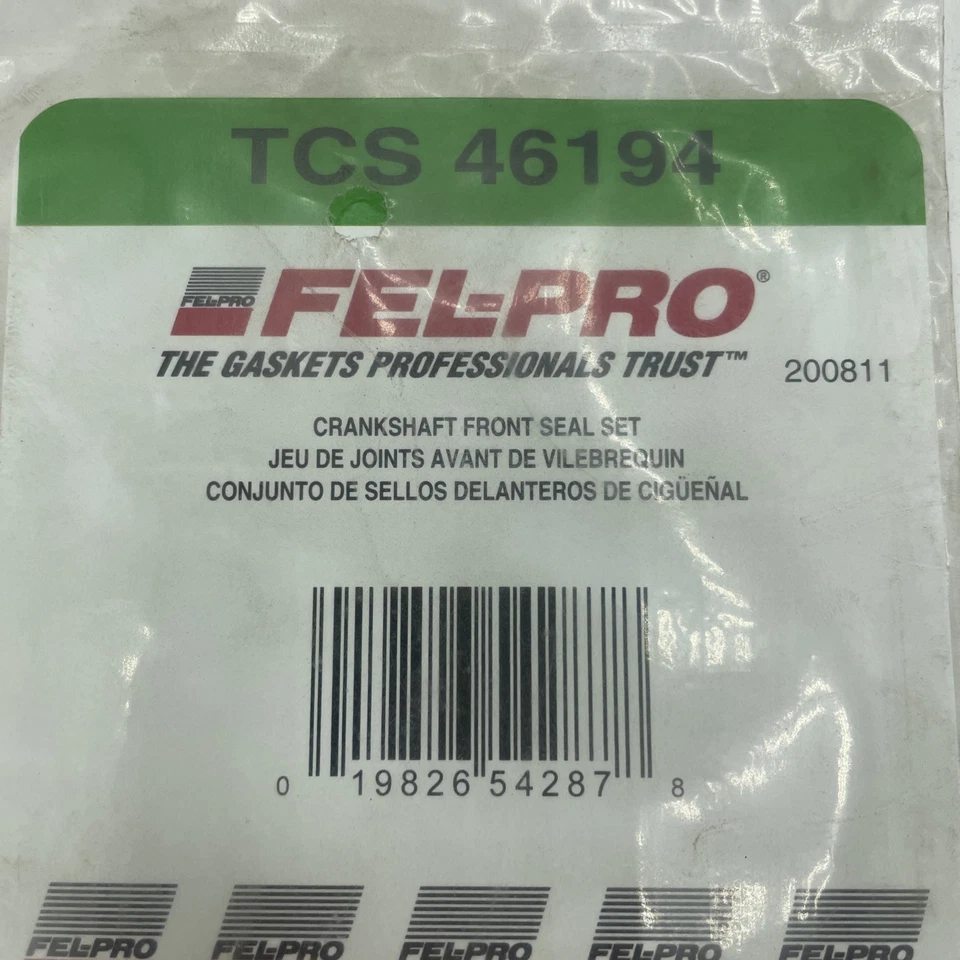 TCS 46194
FEL-PRO
FEL-PRO®
THE GASKETS PROFESSIONALS TRUST™
200811
CRANKSHAFT FRONT SEAL SET
JEU DE JOINTS AVANT DE VILEBREQUIN
CONJUNTO DE SELLOS DELANTEROS DE CIGÜEÑAL
0 19826 54287 8
FEL-PRO FEL-PRO FEL-PRO FEL-PRO FEL-PRO